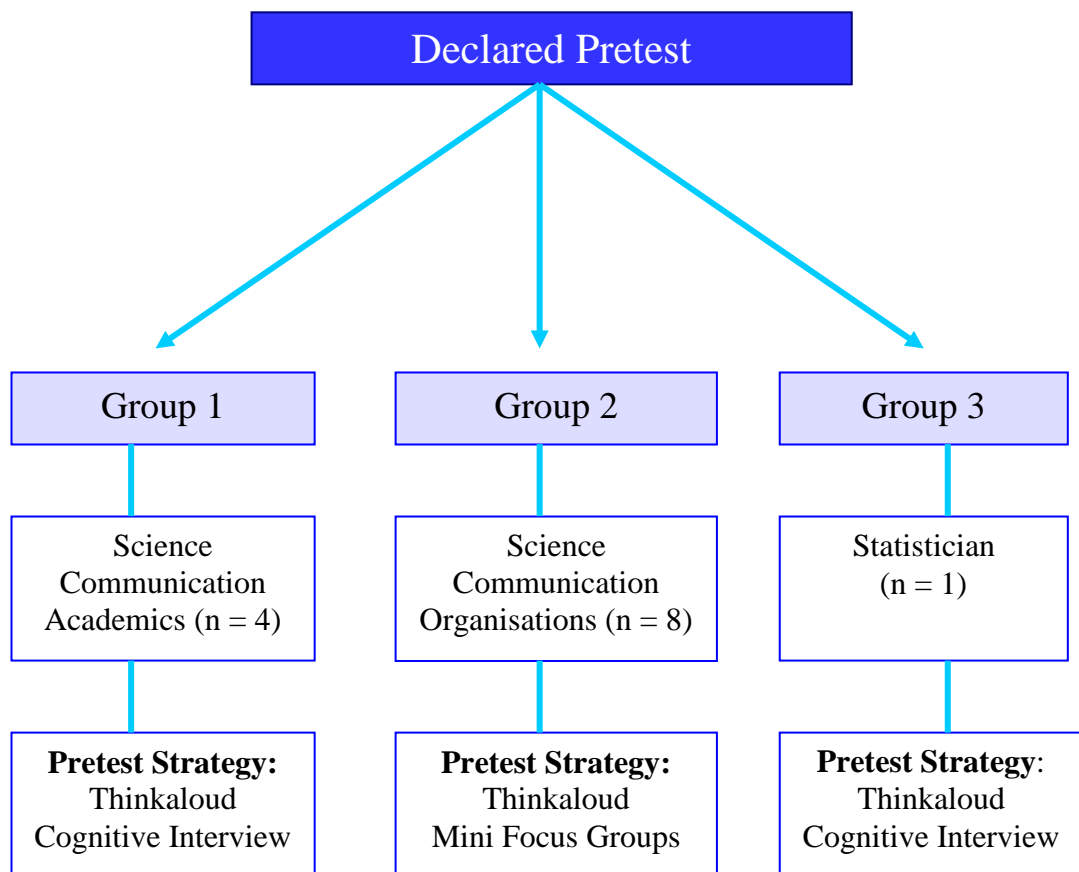 Declared Pretest
Group 1
Group 2
Group 3
Science
Communication
Academics (n = 4)
Science
Communication
Organisations (n = 8)
Statistician
(n = 1)
Pretest Strategy:
Thinkaloud
Cognitive Interview
Pretest Strategy:
Thinkaloud
Mini Focus Groups
Pretest Strategy:
Thinkaloud
Cognitive Interview